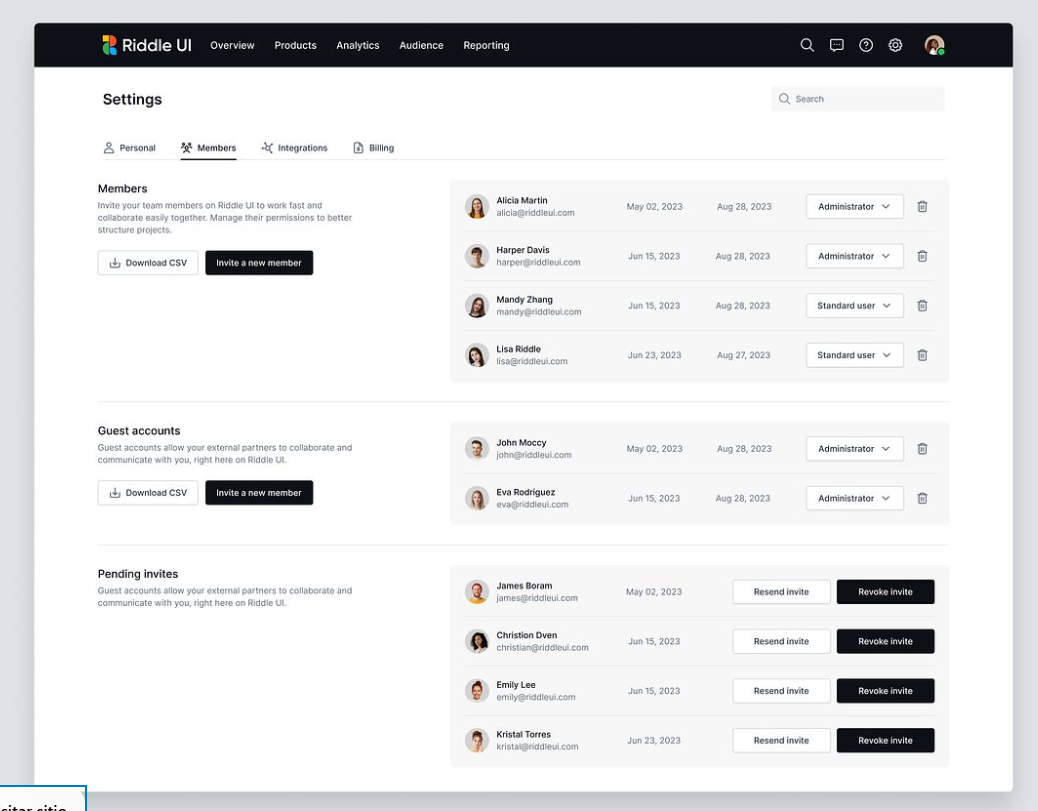 Riddle UI
Overview
Products
Analytics
Audience
Reporting
Settings
Search
Personal
Members
Integrations
Billing
Members
Invite your team members on Riddle UI to work fast and
collaborate easily together. Manage their permissions to better
structure projects.
Download CSV
Invite a new member
Alicia Martin
alicia@riddleui.com
May 02, 2023
Aug 28, 2023
Administrator
Harper Davis
harper@riddleui.com
Jun 15, 2023
Aug 28, 2023
Administrator
Mandy Zhang
mandy@riddleui.com
Jun 15, 2023
Aug 28, 2023
Standard user
Lisa Riddle
lisa@riddleui.com
Jun 23, 2023
Aug 27, 2023
Standard user
Guest accounts
Guest accounts allow your external partners to collaborate and
communicate with you, right here on Riddle UI.
Download CSV
Invite a new member
John Moccy
john@riddleui.com
May 02, 2023
Aug 28, 2023
Administrator
Eva Rodriguez
eva@riddleui.com
Jun 15, 2023
Aug 28, 2023
Administrator
Pending invites
Guest accounts allow your external partners to collaborate and
communicate with you, right here on Riddle UI.
James Boram
james@riddleui.com
May 02, 2023
Resend invite
Revoke invite
Christion Dven
christian@riddleui.com
Jun 15, 2023
Resend invite
Revoke invite
Emily Lee
emily@riddleui.com
Jun 15, 2023
Resend invite
Revoke invite
Kristal Torres
kristal@riddleui.com
Jun 23, 2023
Resend invite
Revoke invite
sitio